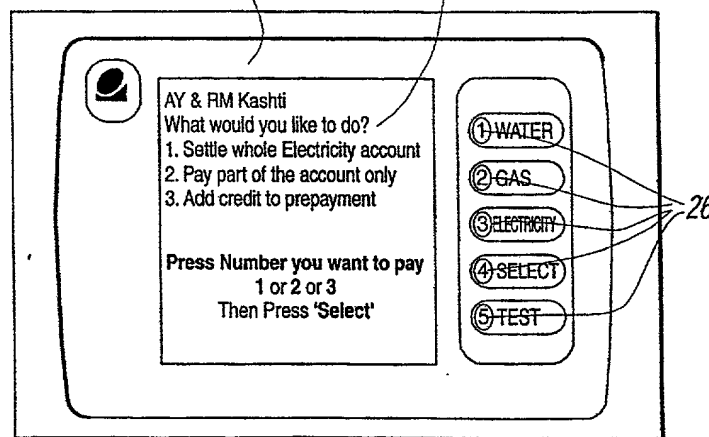 AY & RM Kashti
What would you like to do?
1. Settle whole Electricity account
2. Pay part of the account only
3. Add credit to prepayment
Press Number you want to pay
1 or 2 or 3
Then Press 'Select'
1 WATER
2 GAS
3 ELECTRICITY
4 SELECT
5 TEST
26